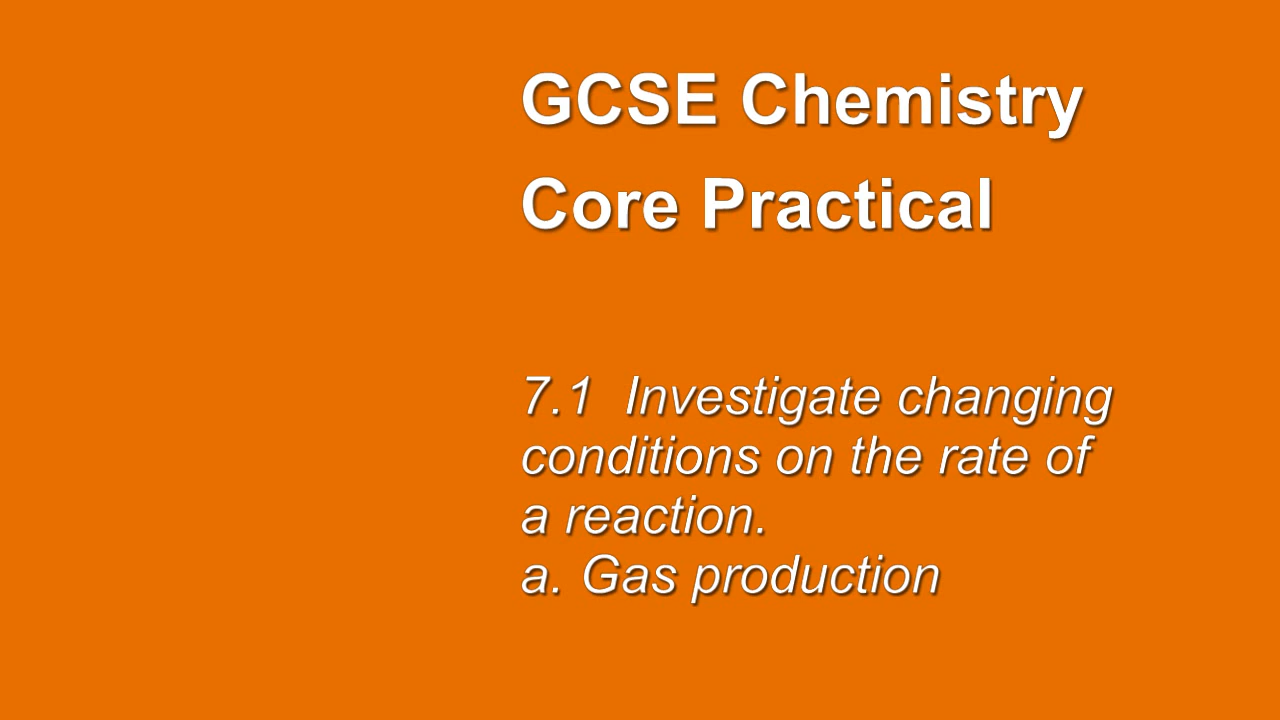 GCSE Chemistry
Core Practical
7.1 Investigate changing
conditions on the rate of
a reaction.
a. Gas production